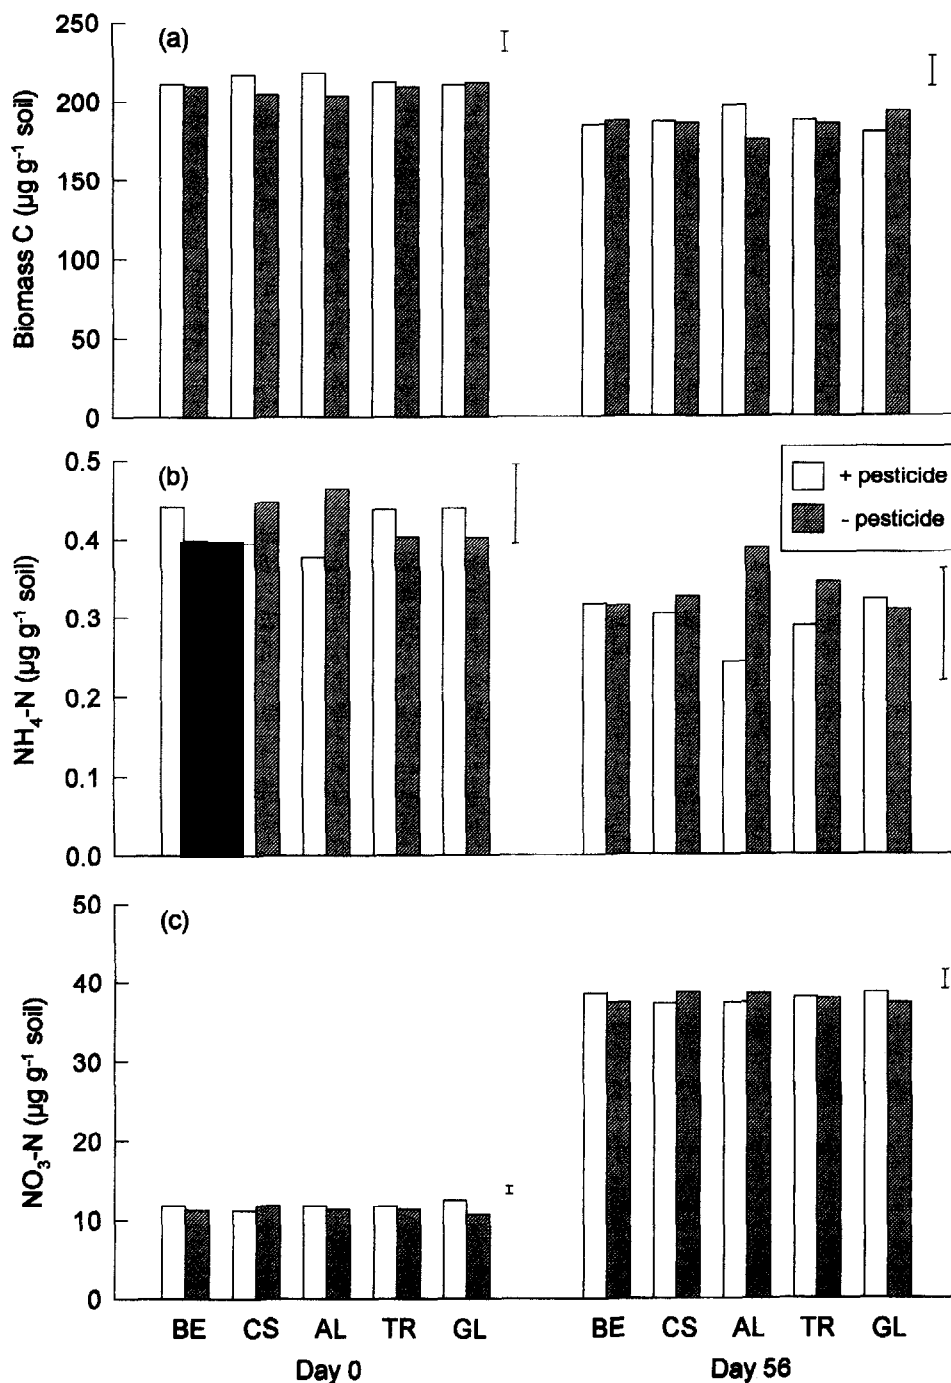 (a)
250
200
150
100
50
0
Biomass C (µg g⁻¹ soil)
(b)
0.5
0.4
0.3
0.2
0.1
0.0
NH₄-N (µg g⁻¹ soil)
+ pesticide
- pesticide
(c)
50
40
30
20
10
0
NO₃-N (µg g⁻¹ soil)
BE CS AL TR GL BE CS AL TR GL
Day 0 Day 56